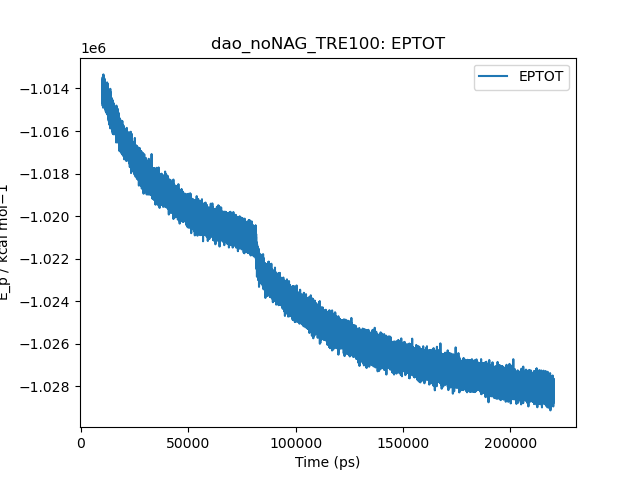 dao_noNAG_TRE100: EPTOT
1e6
EPTOT
−1.014
−1.016
−1.018
−1.020
−1.022
−1.024
−1.026
−1.028
E_p / kcal mol−1
0 50000 100000 150000 200000
Time (ps)